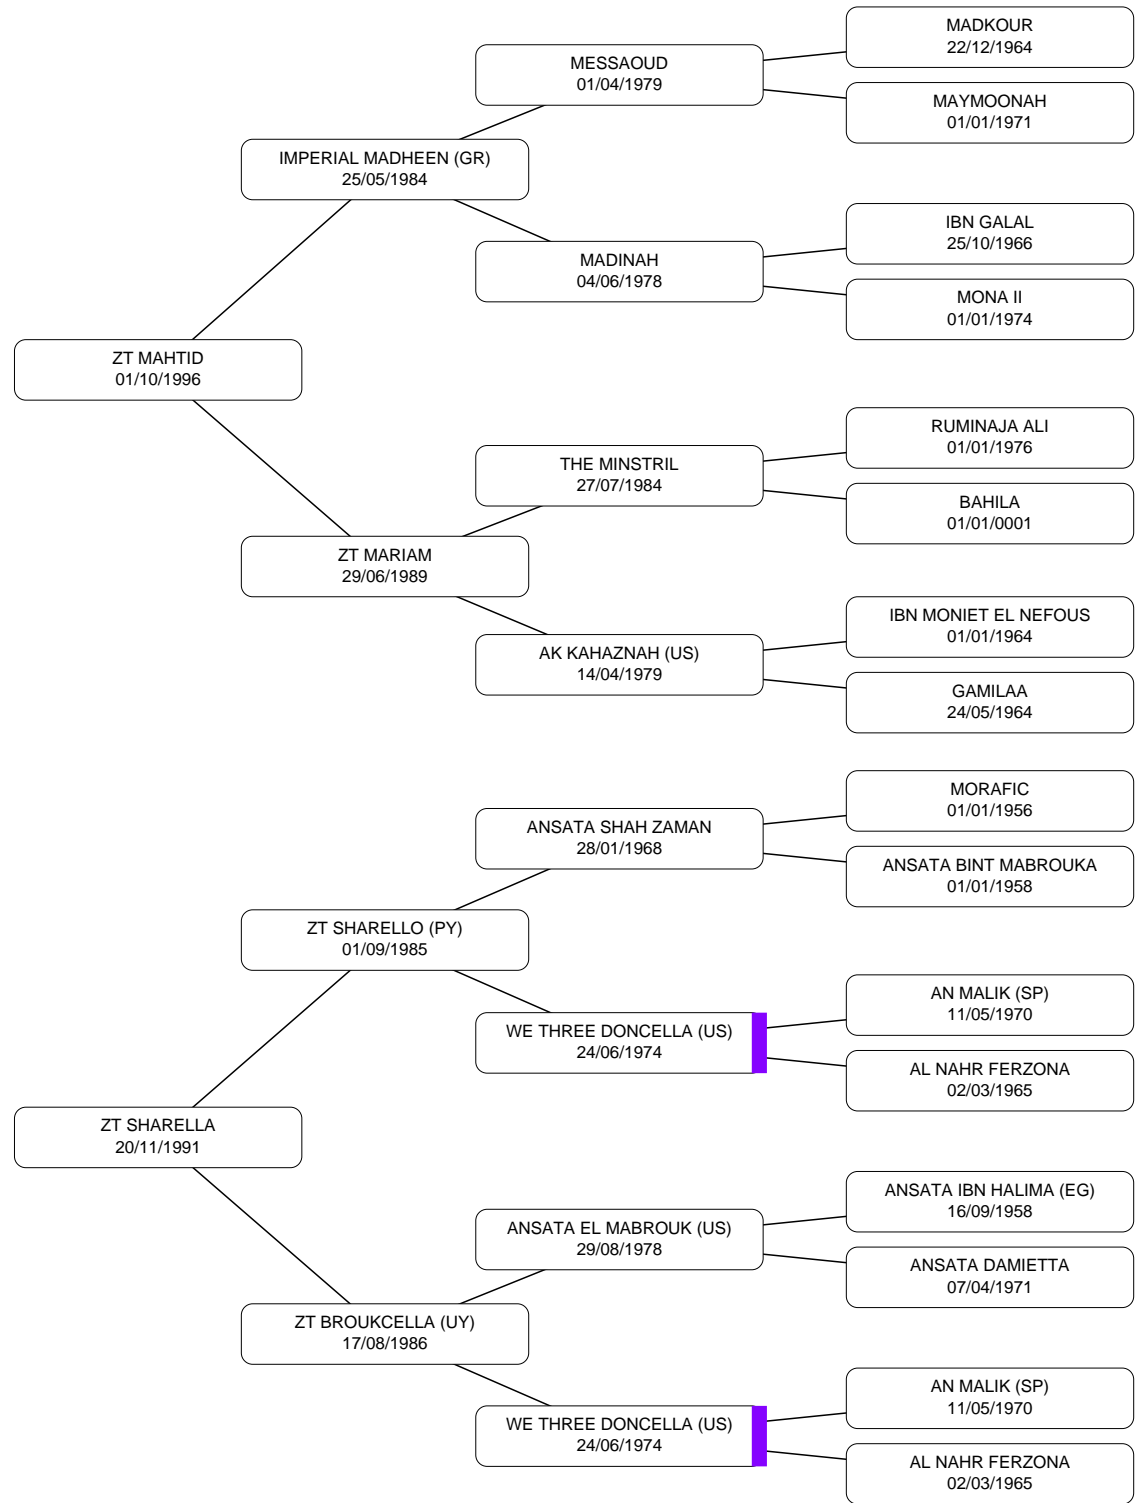 MADKOUR
22/12/1964
MESSAOUD
01/04/1979
MAYMOONAH
01/01/1971
IMPERIAL MADHEEN (GR)
25/05/1984
IBN GALAL
25/10/1966
MADINAH
04/06/1978
MONA II
01/01/1974
ZT MAHTID
01/10/1996
RUMINAJA ALI
01/01/1976
THE MINSTRIL
27/07/1984
BAHILA
01/01/0001
ZT MARIAM
29/06/1989
IBN MONIET EL NEFOUS
01/01/1964
AK KAHAZNAH (US)
14/04/1979
GAMILAA
24/05/1964
MORAFIC
01/01/1956
ANSATA SHAH ZAMAN
28/01/1968
ANSATA BINT MABROUKA
01/01/1958
ZT SHARELLO (PY)
01/09/1985
AN MALIK (SP)
11/05/1970
WE THREE DONCELLA (US)
24/06/1974
AL NAHR FERZONA
02/03/1965
ZT SHARELLA
20/11/1991
ANSATA IBN HALIMA (EG)
16/09/1958
ANSATA EL MABROUK (US)
29/08/1978
ANSATA DAMIETTA
07/04/1971
ZT BROUKCELLA (UY)
17/08/1986
AN MALIK (SP)
11/05/1970
WE THREE DONCELLA (US)
24/06/1974
AL NAHR FERZONA
02/03/1965